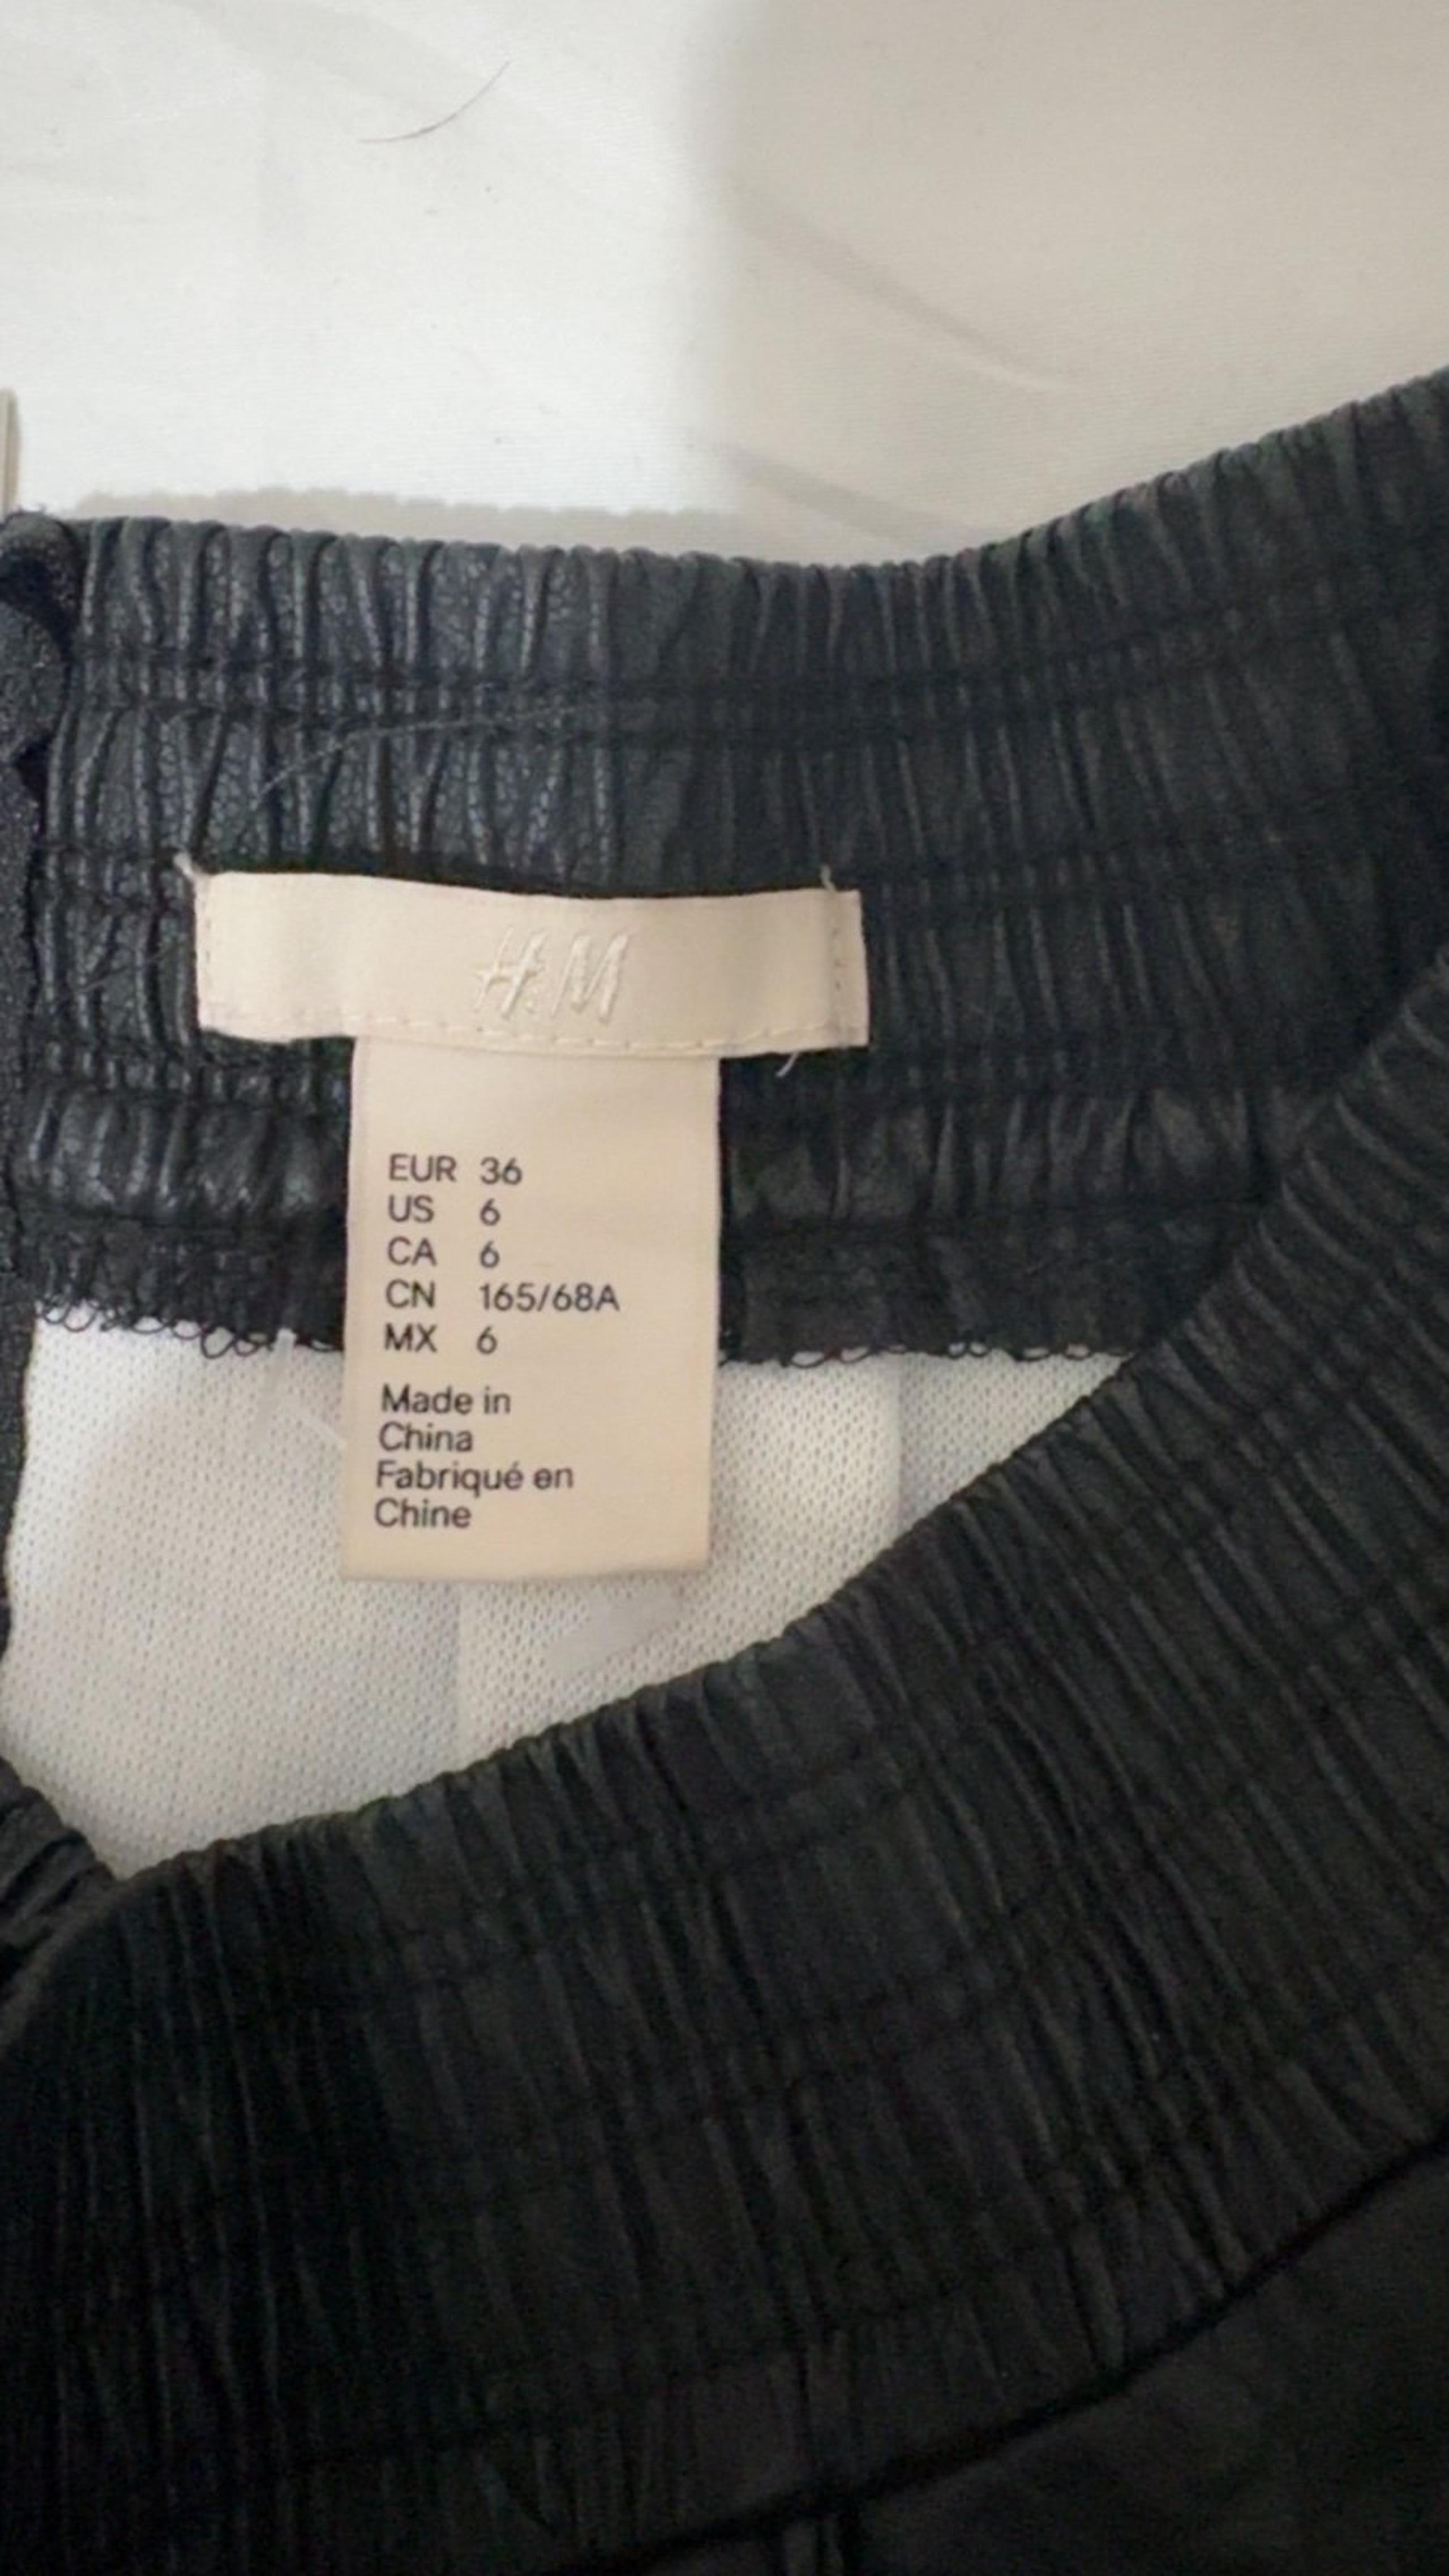 H&M
EUR 36
US 6
CA 6
CN 165/68A
MX 6
Made in
China
Fabriqué en
Chine